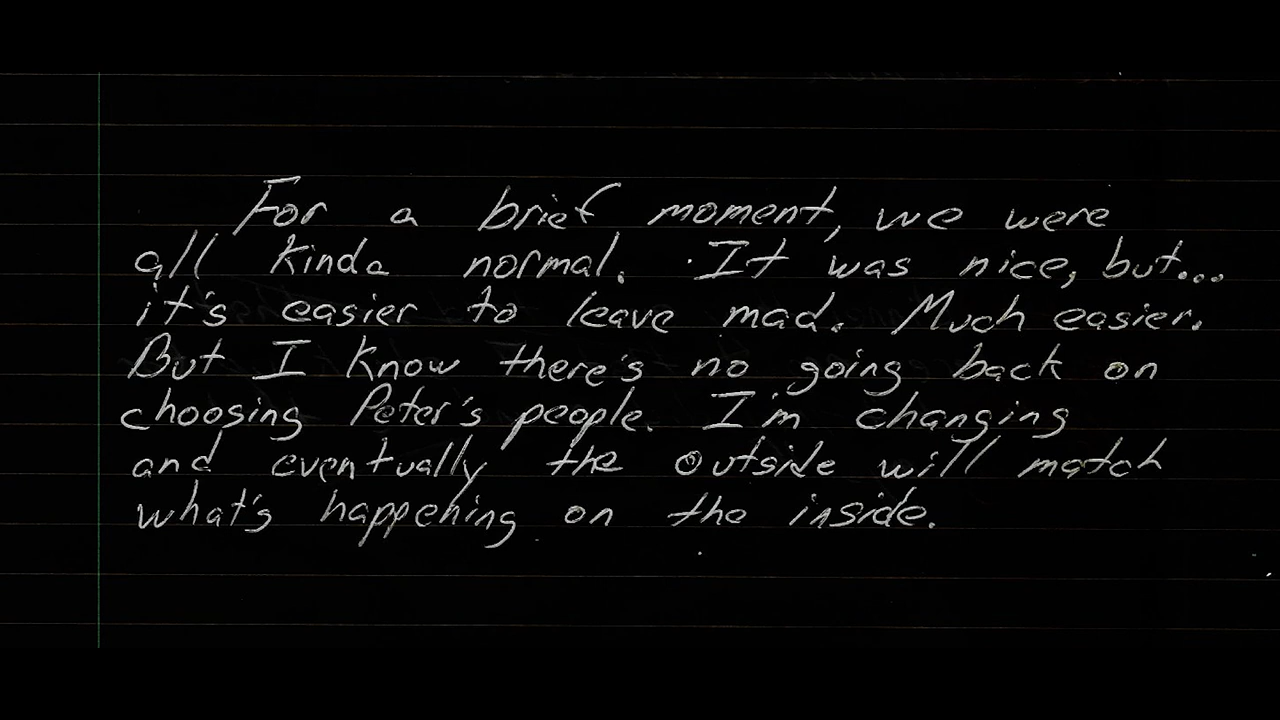 For a brief moment, we were
all kinda normal. It was nice, but...
it's easier to leave mad. Much easier.
But I know there's no going back on
choosing Peter's people. I'm changing
and eventually the outside will match
what's happening on the inside.